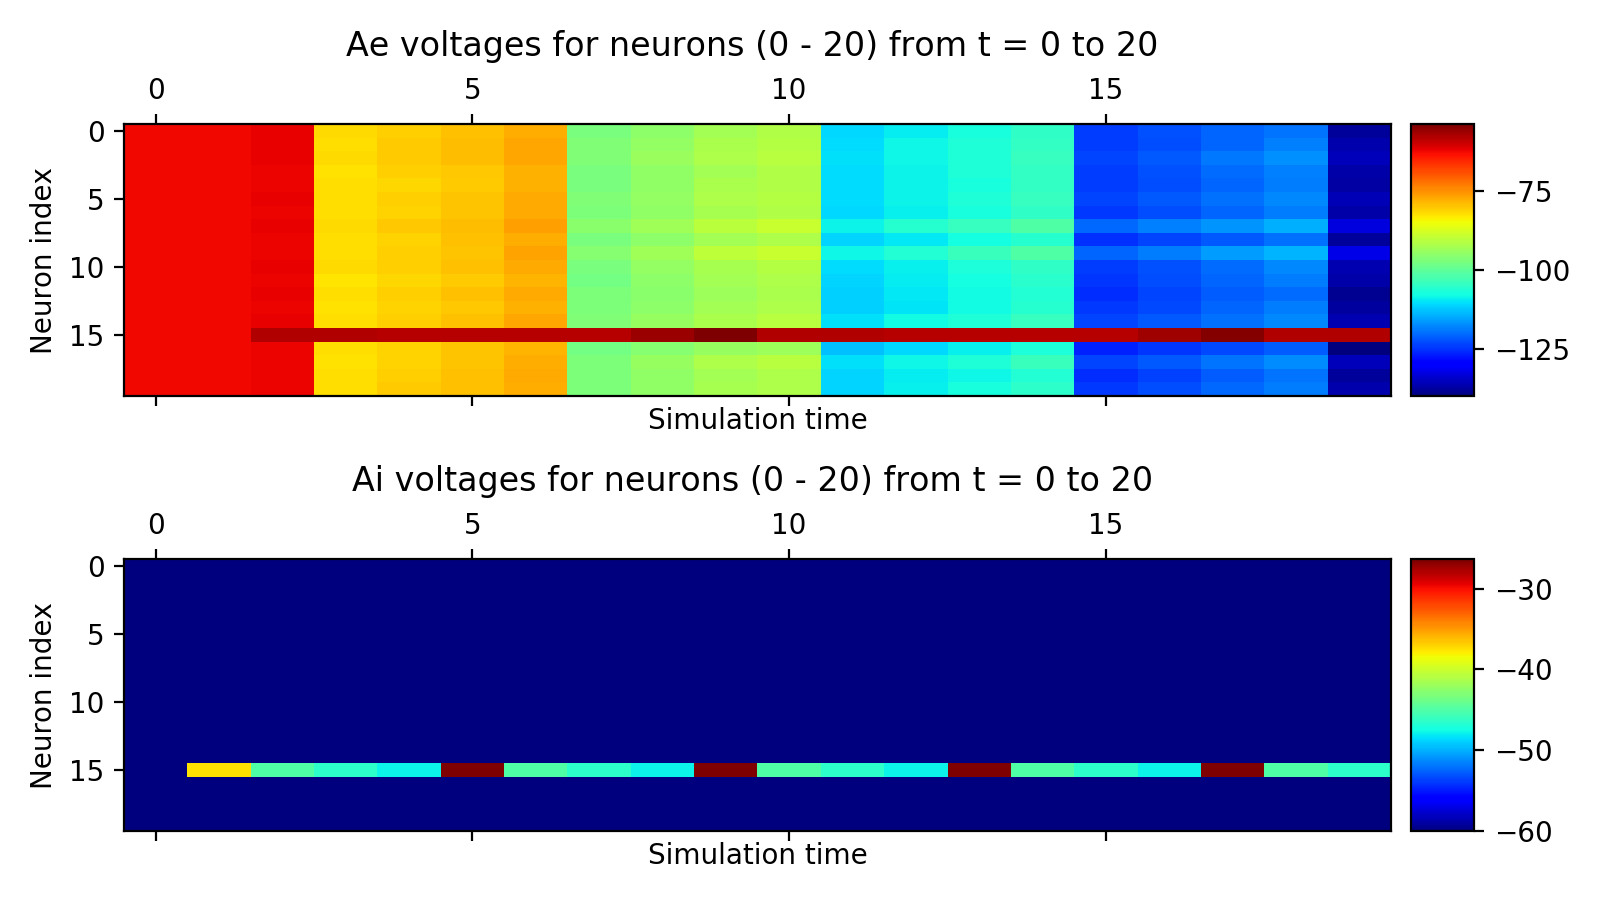 Ae voltages for neurons (0 - 20) from t = 0 to 20
0 5 10 15
0
5
10
15
Neuron index
Simulation time
−75
−100
−125
Ai voltages for neurons (0 - 20) from t = 0 to 20
0 5 10 15
0
5
10
15
Neuron index
Simulation time
−30
−40
−50
−60